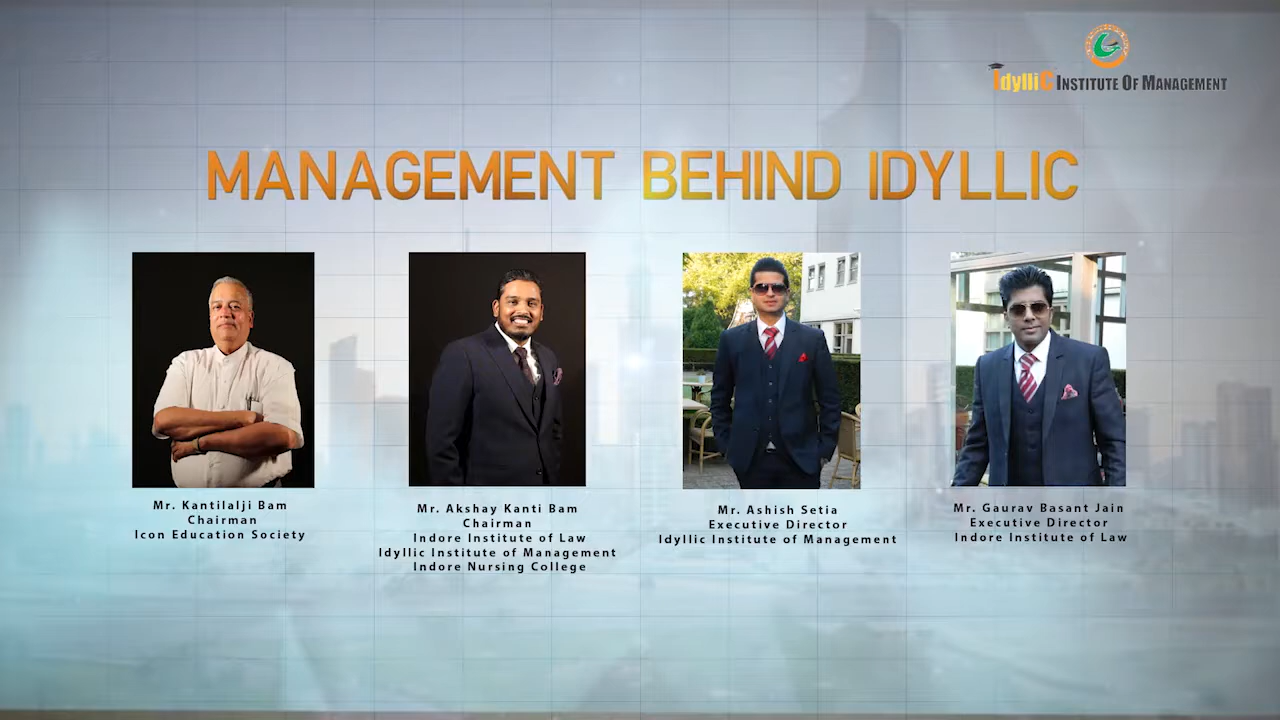 Idyllic Institute Of Management
MANAGEMENT BEHIND IDYLLIC
Mr. Kantilalji Bam
Chairman
Icon Education Society
Mr. Akshay Kanti Bam
Chairman
Indore Institute of Law
Idyllic Institute of Management
Indore Nursing College
Mr. Ashish Setia
Executive Director
Idyllic Institute of Management
Mr. Gaurav Basant Jain
Executive Director
Indore Institute of Law